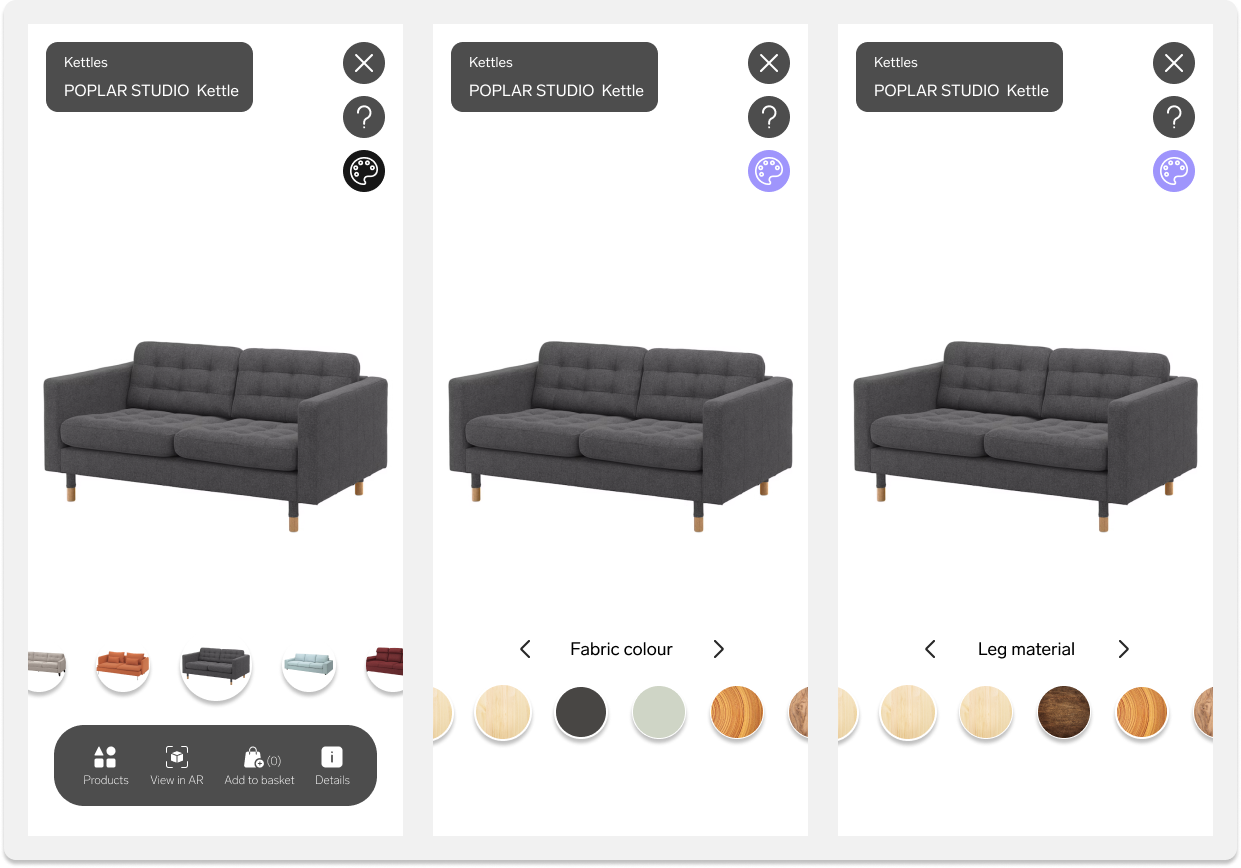 Kettles
POPLAR STUDIO Kettle
?
Products
View in AR
(0)
Add to basket
i
Details
Kettles
POPLAR STUDIO Kettle
?
Fabric colour
Kettles
POPLAR STUDIO Kettle
?
Leg material